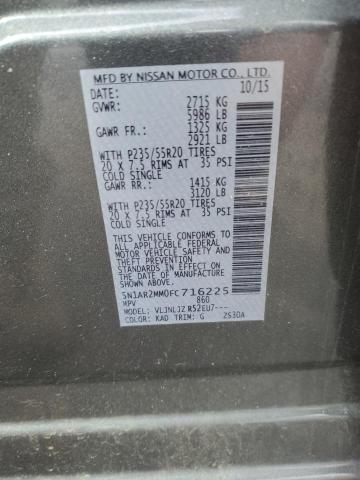 MFD BY NISSAN MOTOR CO., LTD.
DATE: 10/15
GVWR: 2715 KG
5986 LB
GAWR FR.: 1325 KG
2921 LB
WITH P235/55R20 TIRES
20 X 7.5 RIMS AT 35 PSI
COLD SINGLE
GAWR RR.: 1415 KG
3120 LB
WITH P235/55R20 TIRES
20 X 7.5 RIMS AT 35 PSI
COLD SINGLE
THIS VEHICLE CONFORMS TO
ALL APPLICABLE FEDERAL
MOTOR VEHICLE SAFETY AND
THEFT PREVENTION
STANDARDS IN EFFECT ON
THE DATE OF MANUFACTURE
SHOWN ABOVE.
5N1AR2MM0FC716225
MPV 860
MODEL: VLJNLJZ R52EU7---
COLOR: KAD TRIM: G 2S30A